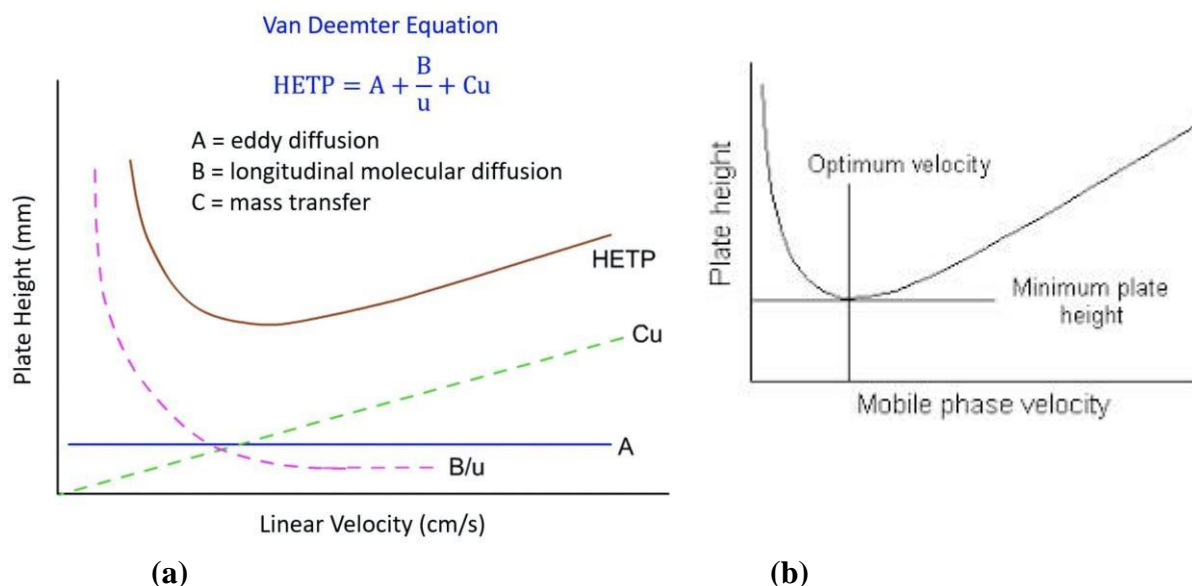 Van Deemter Equation
HETP = A + B/u + Cu
A = eddy diffusion
B = longitudinal molecular diffusion
C = mass transfer
Plate Height (mm)
HETP
Cu
A
B/u
Linear Velocity (cm/s)
(a)
Plate height
Optimum velocity
Minimum plate
height
Mobile phase velocity
(b)